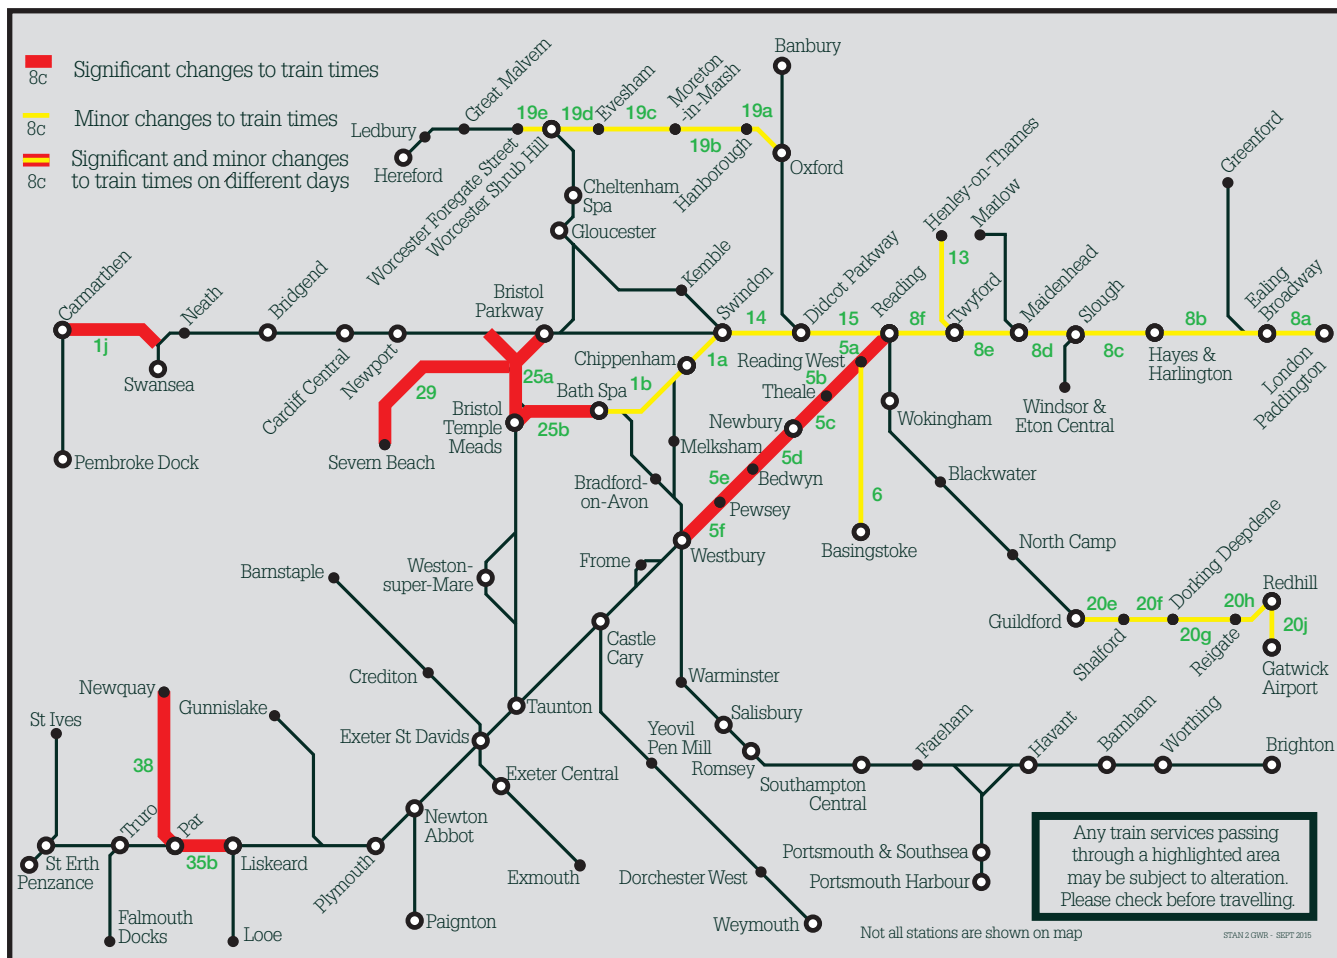 8c
Significant changes to train times
8c
Minor changes to train times
8c
Significant and minor changes
to train times on different days
Banbury
Great Malvern
Ledbury
Hereford
19e
19d
Evesham
19c
Moreton
-in-Marsh
19b
19a
Hanborough
Oxford
Worcester Foregate Street
Worcester Shrub Hill
Cheltenham
Spa
Gloucester
Kemble
Henley-on-Thames
13
Marlow
Greenford
Carmarthen
1j
Swansea
Neath
Bridgend
Cardiff Central
Newport
Bristol
Parkway
Swindon
14
Didcot Parkway
15
Reading
8f
Twyford
8e
Maidenhead
8d
Slough
8c
Hayes &
Harlington
8b
Ealing
Broadway
8a
London
Paddington
Windsor &
Eton Central
Pembroke Dock
29
Severn Beach
25a
Bristol
Temple
Meads
25b
Bath Spa
1b
Chippenham
1a
Melksham
Bradford-
on-Avon
Reading West
5a
5b
Theale
5c
Newbury
5d
Bedwyn
5e
Pewsey
5f
Westbury
6
Basingstoke
Wokingham
Blackwater
North Camp
Guildford
20e
Shalford
20f
Dorking Deepdene
20g
Reigate
20h
Redhill
20j
Gatwick
Airport
Weston-
super-Mare
Frome
Castle
Cary
Warminster
Salisbury
Romsey
Yeovil
Pen Mill
Southampton
Central
Fareham
Havant
Barnham
Worthing
Brighton
Portsmouth & Southsea
Portsmouth Harbour
Dorchester West
Weymouth
Barnstaple
Crediton
Taunton
Exeter St Davids
Exeter Central
Exmouth
Newton
Abbot
Paignton
Plymouth
Newquay
38
St Ives
Gunnislake
Truro
Par
35b
Liskeard
St Erth
Penzance
Falmouth
Docks
Looe
Any train services passing
through a highlighted area
may be subject to alteration.
Please check before travelling.
Not all stations are shown on map
STAN 2 GWR - SEPT 2015